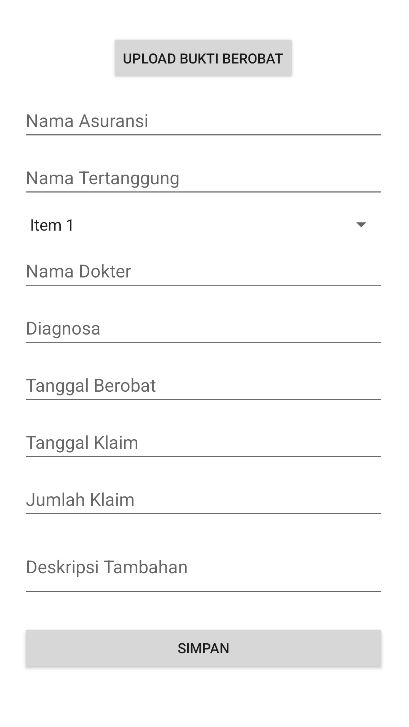 UPLOAD BUKTI BEROBAT
Nama Asuransi
Nama Tertanggung
Item 1
Nama Dokter
Diagnosa
Tanggal Berobat
Tanggal Klaim
Jumlah Klaim
Deskripsi Tambahan
SIMPAN